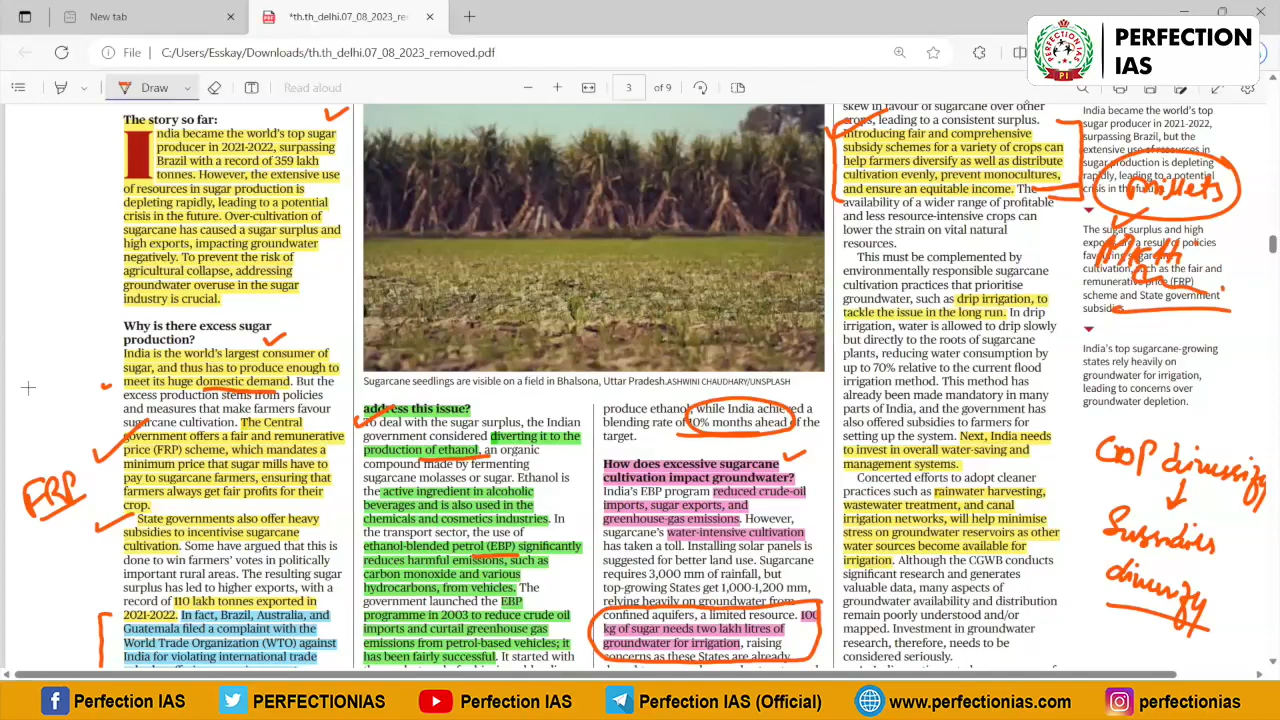 New tab
*th.th_delhi.07_08_2023_re
File
C:/Users/Esskay/Downloads/th.th_delhi.07_08_2023_removed.pdf
PERFECTION
IAS
Draw
Read aloud
3
of 9
The story so far:
India became the world's top sugar
producer in 2021-2022, surpassing
Brazil with a record of 359 lakh
tonnes. However, the extensive use
of resources in sugar production is
depleting rapidly, leading to a potential
crisis in the future. Over-cultivation of
sugarcane has caused a sugar surplus and
high exports, impacting groundwater
negatively. To prevent the risk of
agricultural collapse, addressing
groundwater overuse in the sugar
industry is crucial.
Why is there excess sugar
production?
India is the world's largest consumer of
sugar, and thus has to produce enough to
meet its huge domestic demand. But the
excess production stems from policies
and measures that make farmers favour
sugarcane cultivation. The Central
government offers a fair and remunerative
price (FRP) scheme, which mandates a
minimum price that sugar mills have to
pay to sugarcane farmers, ensuring that
farmers always get fair profits for their
crop.
State governments also offer heavy
subsidies to incentivise sugarcane
cultivation. Some have argued that this is
done to win farmers' votes in politically
important rural areas. The resulting sugar
surplus has led to higher exports, with a
record of 110 lakh tonnes exported in
2021-2022. In fact, Brazil, Australia, and
Guatemala filed a complaint with the
World Trade Organization (WTO) against
India for violating international trade
FRP
Sugarcane seedlings are visible on a field in Bhalsona, Uttar Pradesh. ASHWINI CHAUDHARY/UNSPLASH
address this issue?
To deal with the sugar surplus, the Indian
government considered diverting it to the
production of ethanol, an organic
compound made by fermenting
sugarcane molasses or sugar. Ethanol is
the active ingredient in alcoholic
beverages and is also used in the
chemicals and cosmetics industries. In
the transport sector, the use of
ethanol-blended petrol (EBP) significantly
reduces harmful emissions, such as
carbon monoxide and various
hydrocarbons, from vehicles. The
government launched the EBP
programme in 2003 to reduce crude oil
imports and curtail greenhouse gas
emissions from petrol-based vehicles; it
has been fairly successful. It started with
produce ethanol, while India achieved a
blending rate of 10% months ahead of the
target.
How does excessive sugarcane
cultivation impact groundwater?
India's EBP program reduced crude-oil
imports, sugar exports, and
greenhouse-gas emissions. However,
sugarcane's water-intensive cultivation
has taken a toll. Installing solar panels is
suggested for better land use. Sugarcane
requires 3,000 mm of rainfall, but
top-growing States get 1,000-1,200 mm,
relying heavily on groundwater from
confined aquifers, a limited resource. 100
kg of sugar needs two lakh litres of
groundwater for irrigation, raising
concerns as these States are already
skew in favour of sugarcane over other
crops, leading to a consistent surplus.
Introducing fair and comprehensive
subsidy schemes for a variety of crops can
help farmers diversify as well as distribute
cultivation evenly, prevent monocultures,
and ensure an equitable income. The
availability of a wider range of profitable
and less resource-intensive crops can
lower the strain on vital natural
resources.
This must be complemented by
environmentally responsible sugarcane
cultivation practices that prioritise
groundwater, such as drip irrigation, to
tackle the issue in the long run. In drip
irrigation, water is allowed to drip slowly
but directly to the roots of sugarcane
plants, reducing water consumption by
up to 70% relative to the current flood
irrigation method. This method has
already been made mandatory in many
parts of India, and the government has
also offered subsidies to farmers for
setting up the system. Next, India needs
to invest in overall water-saving and
management systems.
Concerted efforts to adopt cleaner
practices such as rainwater harvesting,
wastewater treatment, and canal
irrigation networks, will help minimise
stress on groundwater reservoirs as other
water sources become available for
irrigation. Although the CGWB conducts
significant research and generates
valuable data, many aspects of
groundwater availability and distribution
remain poorly understood and/or
mapped. Investment in groundwater
research, therefore, needs to be
considered seriously.
India became the world's top
sugar producer in 2021-2022,
surpassing Brazil, but the
extensive use of resources in
sugar production is depleting
rapidly, leading to a potential
crisis in the future.
millets
The sugar surplus and high
exports are a result of policies
favouring sugarcane
cultivation, such as the fair and
remunerative price (FRP)
scheme and State government
subsidies.
India's top sugarcane-growing
states rely heavily on
groundwater for irrigation,
leading to concerns over
groundwater depletion.
Crop diversify
Subsidies
diversify
Perfection IAS
PERFECTIONIAS
Perfection IAS
Perfection IAS (Official)
www.perfectionias.com
perfectionias